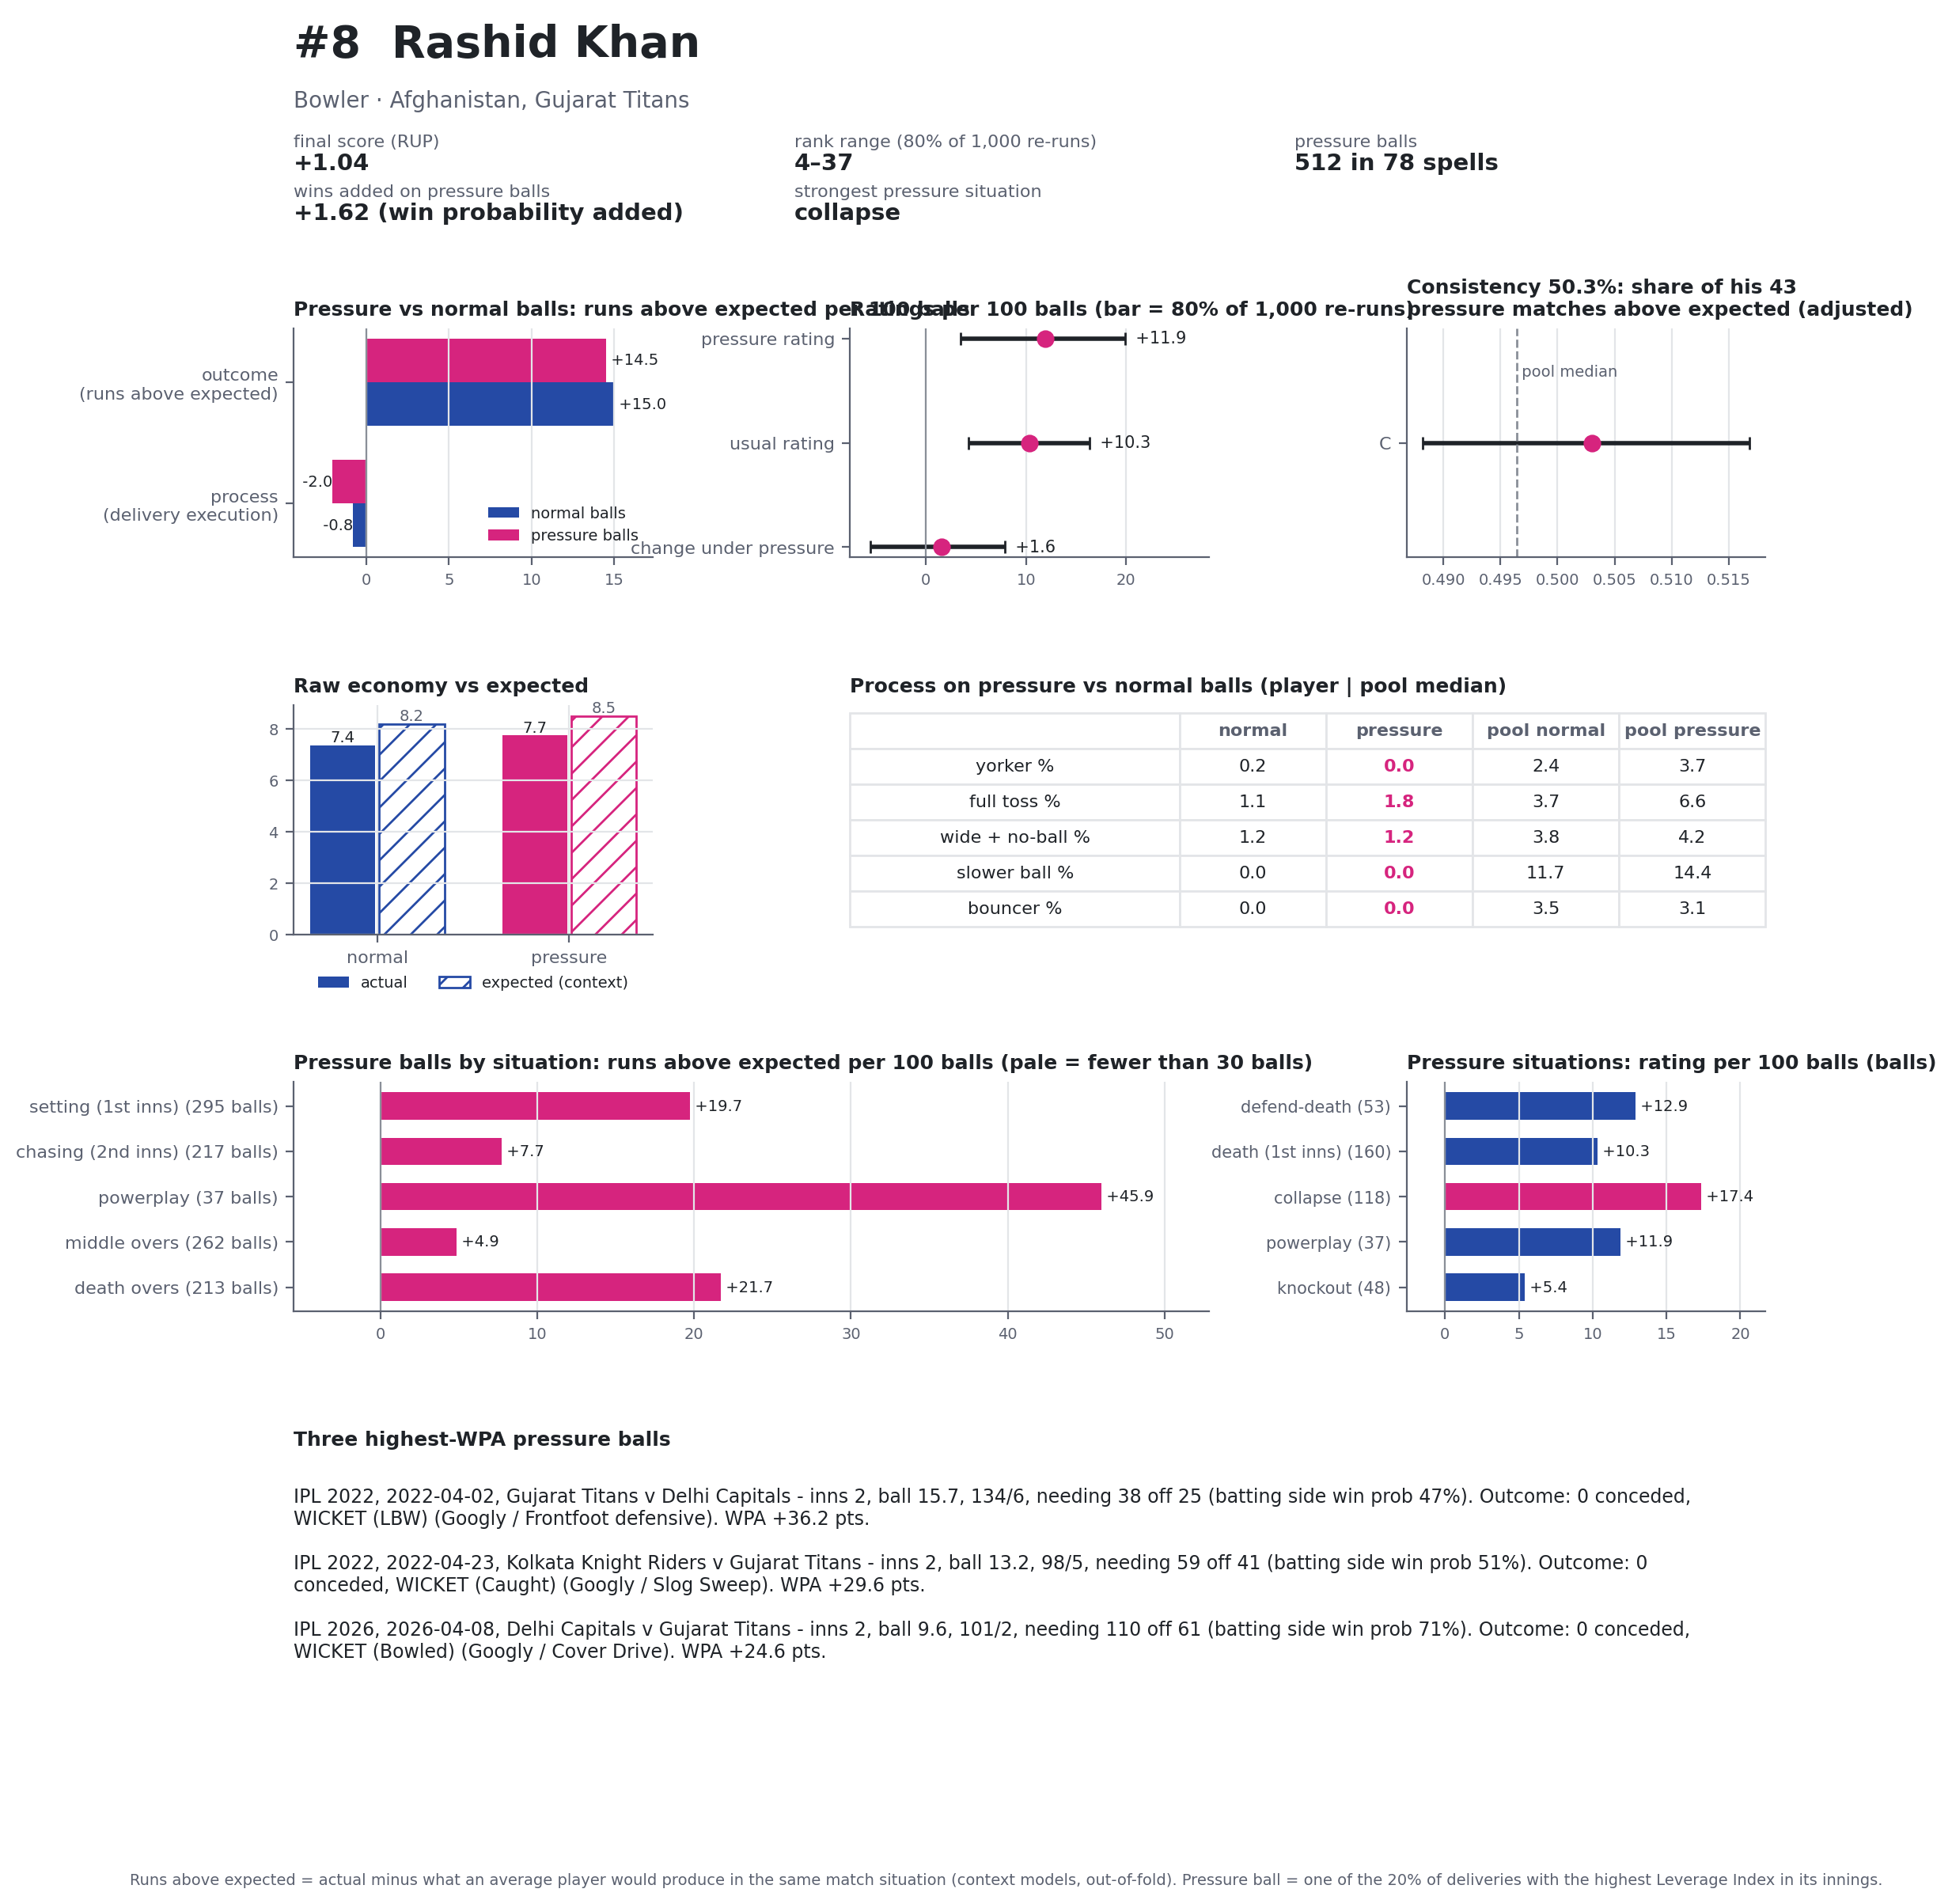 #8  Rashid Khan
Bowler · Afghanistan, Gujarat Titans
final score (RUP)
+1.04
rank range (80% of 1,000 re-runs)
4–37
pressure balls
512 in 78 spells
wins added on pressure balls
+1.62 (win probability added)
strongest pressure situation
collapse
Pressure vs normal balls: runs above expected per 100 balls
outcome
(runs above expected)
+14.5
+15.0
process
(delivery execution)
-2.0
-0.8
normal balls
pressure balls
0 5 10 15
Ratings per 100 balls (bar = 80% of 1,000 re-runs)
pressure rating
+11.9
usual rating
+10.3
change under pressure
+1.6
0 10 20
Consistency 50.3%: share of his 43
pressure matches above expected (adjusted)
pool median
C
0.490 0.495 0.500 0.505 0.510 0.515
Raw economy vs expected
8
6
4
2
0
7.4
8.2
7.7
8.5
normal pressure
actual expected (context)
Process on pressure vs normal balls (player | pool median)
normal pressure pool normal pool pressure
yorker % 0.2 0.0 2.4 3.7
full toss % 1.1 1.8 3.7 6.6
wide + no-ball % 1.2 1.2 3.8 4.2
slower ball % 0.0 0.0 11.7 14.4
bouncer % 0.0 0.0 3.5 3.1
Pressure balls by situation: runs above expected per 100 balls (pale = fewer than 30 balls)
setting (1st inns) (295 balls) +19.7
chasing (2nd inns) (217 balls) +7.7
powerplay (37 balls) +45.9
middle overs (262 balls) +4.9
death overs (213 balls) +21.7
0 10 20 30 40 50
Pressure situations: rating per 100 balls (balls)
defend-death (53) +12.9
death (1st inns) (160) +10.3
collapse (118) +17.4
powerplay (37) +11.9
knockout (48) +5.4
0 5 10 15 20
Three highest-WPA pressure balls
IPL 2022, 2022-04-02, Gujarat Titans v Delhi Capitals - inns 2, ball 15.7, 134/6, needing 38 off 25 (batting side win prob 47%). Outcome: 0 conceded,
WICKET (LBW) (Googly / Frontfoot defensive). WPA +36.2 pts.
IPL 2022, 2022-04-23, Kolkata Knight Riders v Gujarat Titans - inns 2, ball 13.2, 98/5, needing 59 off 41 (batting side win prob 51%). Outcome: 0
conceded, WICKET (Caught) (Googly / Slog Sweep). WPA +29.6 pts.
IPL 2026, 2026-04-08, Delhi Capitals v Gujarat Titans - inns 2, ball 9.6, 101/2, needing 110 off 61 (batting side win prob 71%). Outcome: 0 conceded,
WICKET (Bowled) (Googly / Cover Drive). WPA +24.6 pts.
Runs above expected = actual minus what an average player would produce in the same match situation (context models, out-of-fold). Pressure ball = one of the 20% of deliveries with the highest Leverage Index in its innings.